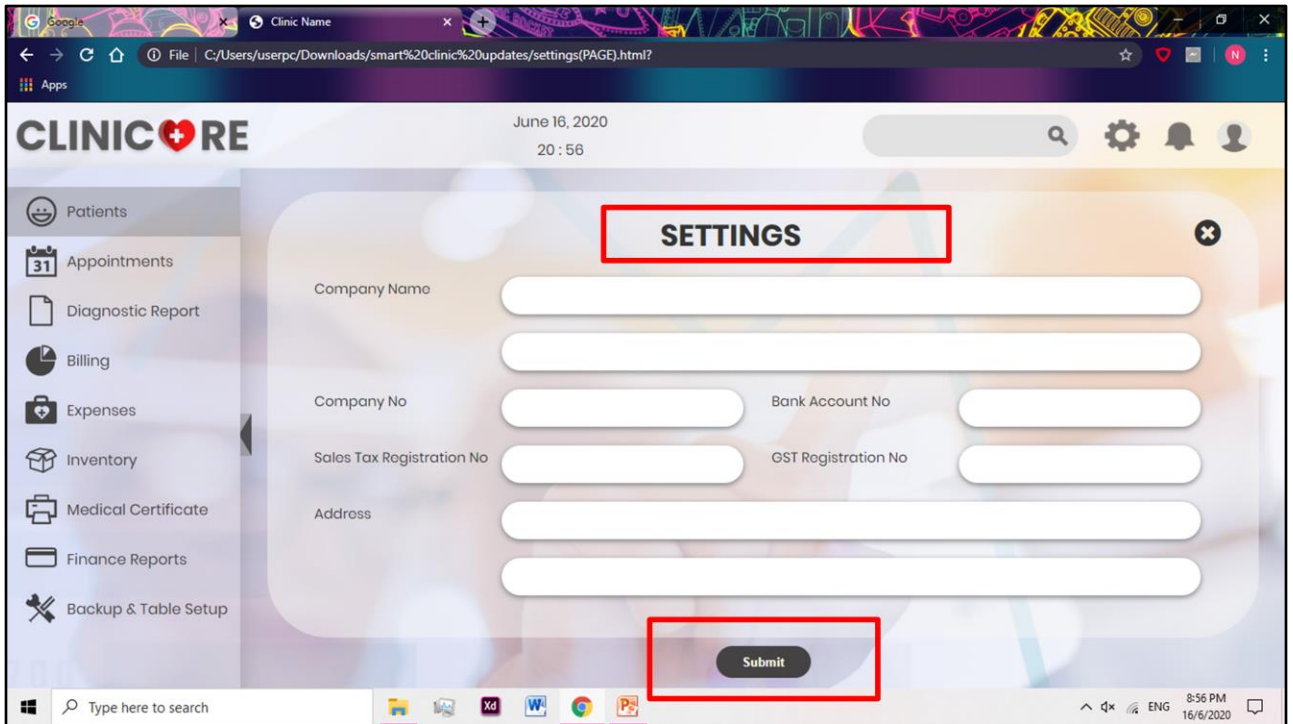 Google
Clinic Name
File
C:/Users/userpc/Downloads/smart%20clinic%20updates/settings(PAGE).html?
N
Apps
CLINIC RE
June 16, 2020
20 : 56
Patients
31
Appointments
Diagnostic Report
Billing
Expenses
Inventory
Medical Certificate
Finance Reports
Backup & Table Setup
SETTINGS
Company Name
Company No
Bank Account No
Sales Tax Registration No
GST Registration No
Address
Submit
Type here to search
Xd
W
P
ENG
8:56 PM
16/6/2020